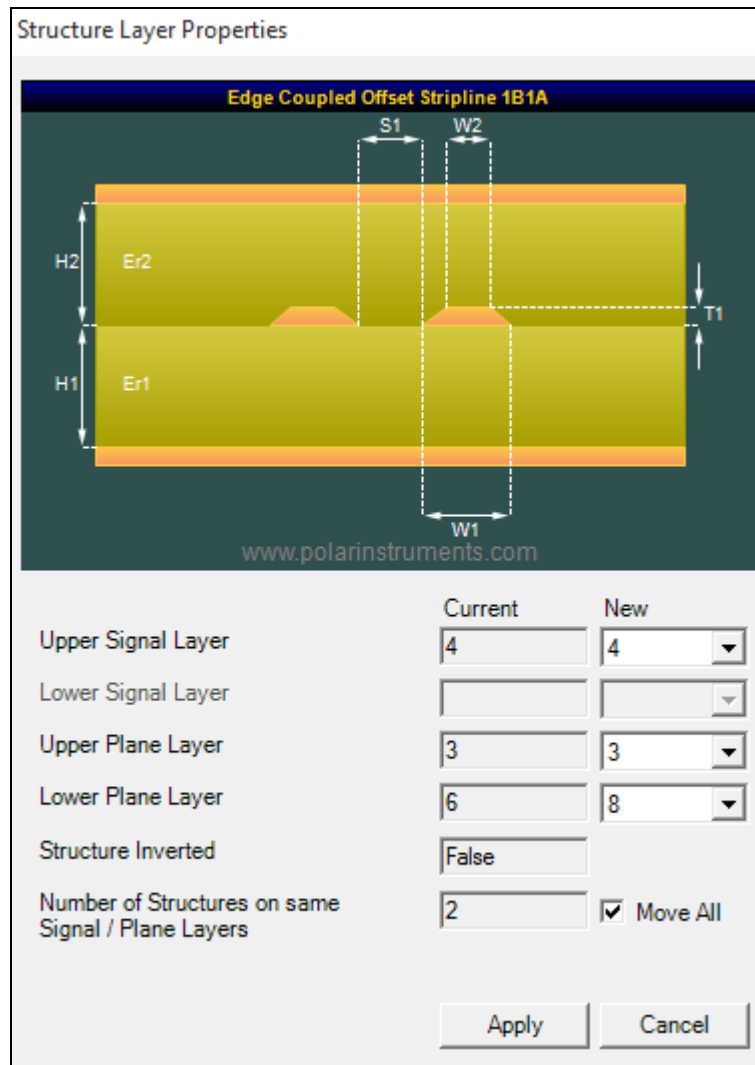 Structure Layer Properties
Edge Coupled Offset Stripline 1B1A
S1 W2
H2 Er2
T1
H1 Er1
W1
www.polarinstruments.com
Current New
Upper Signal Layer 4 4
Lower Signal Layer
Upper Plane Layer 3 3
Lower Plane Layer 6 8
Structure Inverted False
Number of Structures on same 2 Move All
Signal / Plane Layers
Apply Cancel